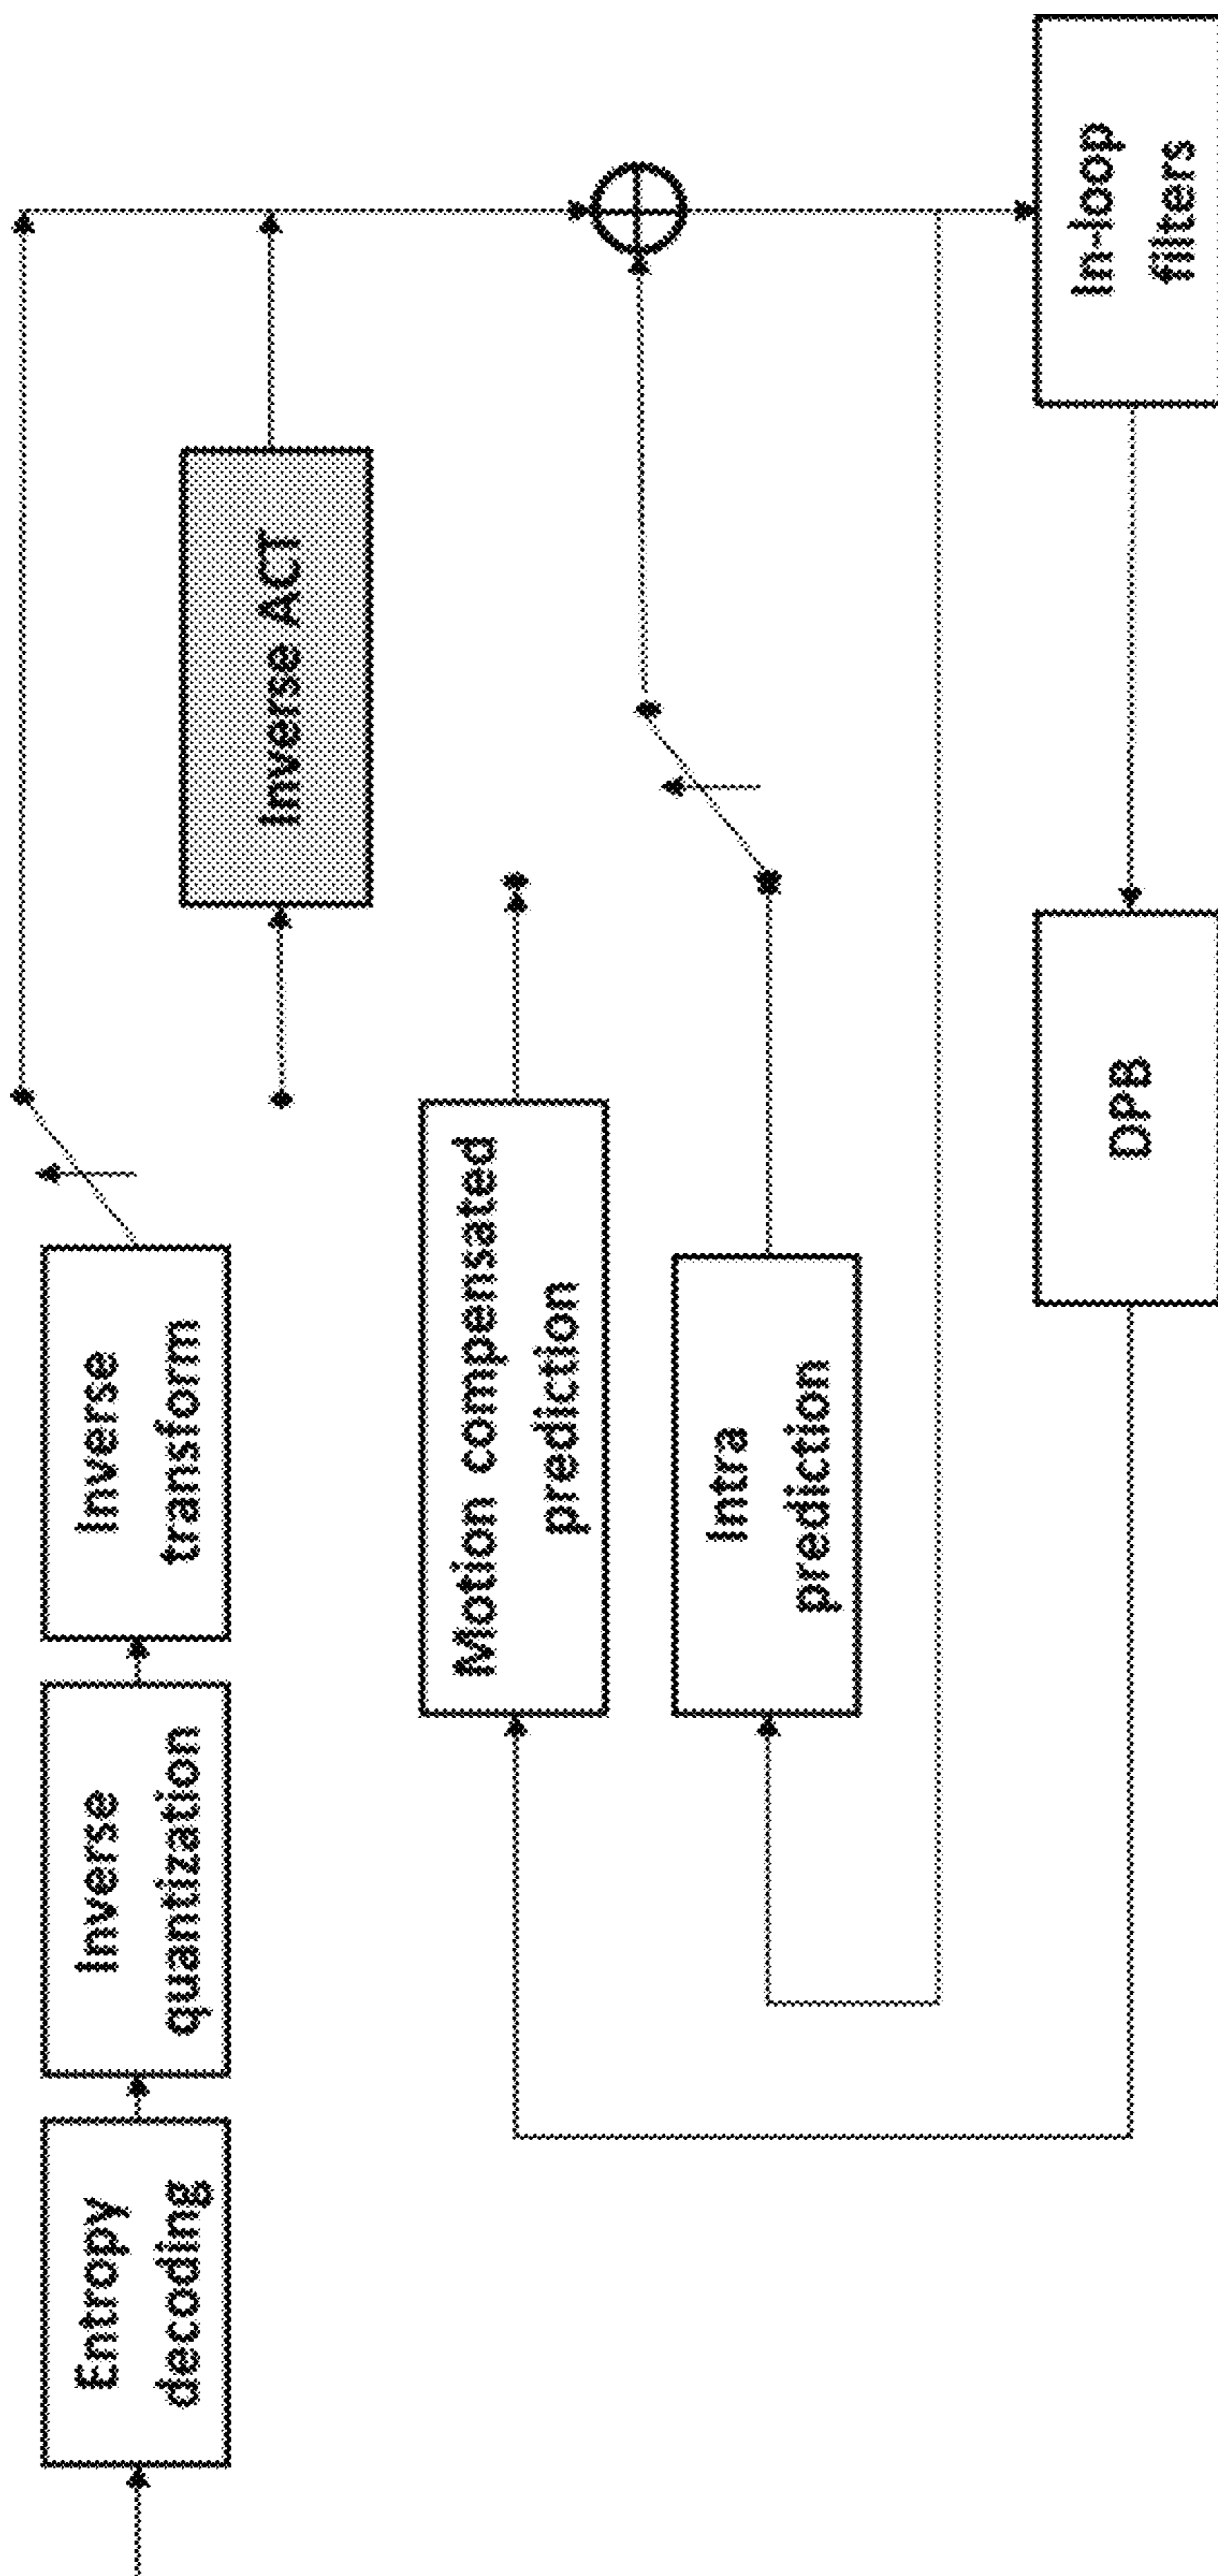 Entropy
decoding
Inverse
quantization
Inverse
transform
Inverse ACT
Motion compensated
prediction
Intra
prediction
DPB
In-loop
filters